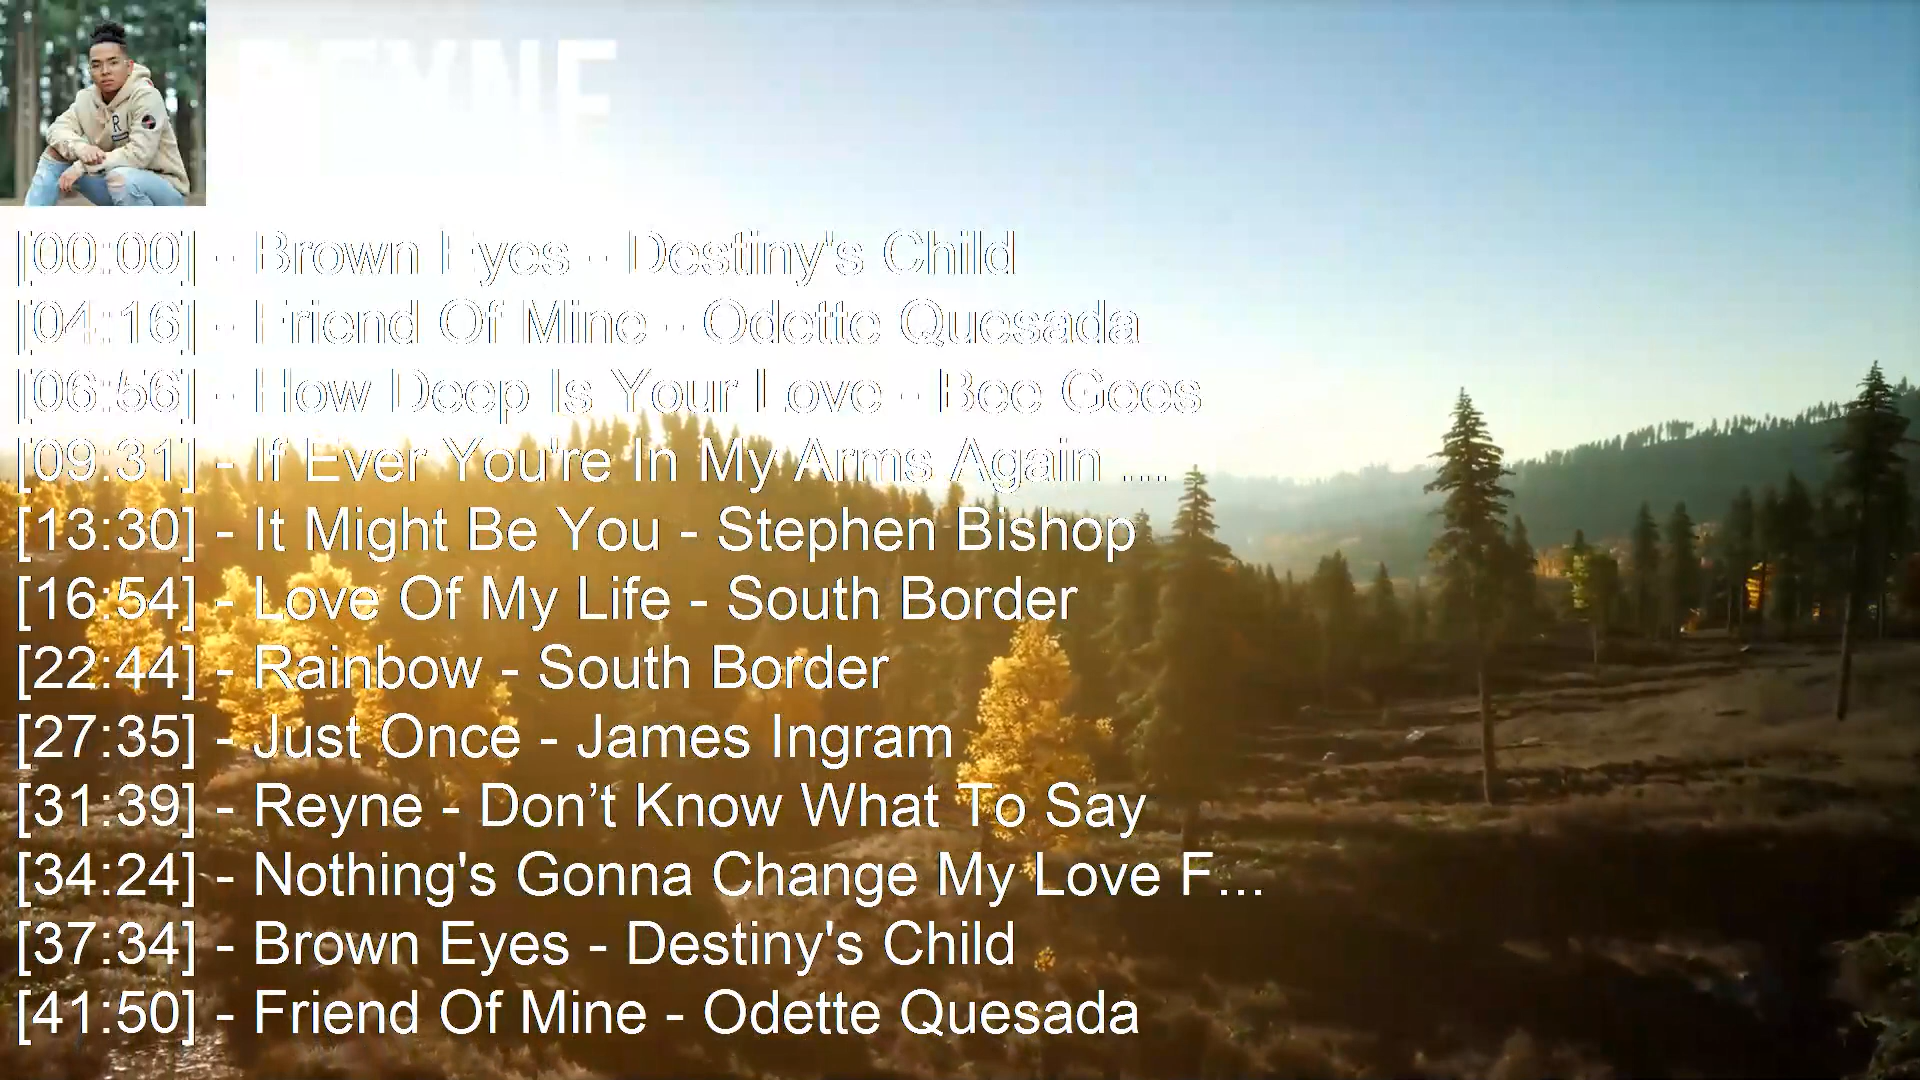 REYNE
[00:00] - Brown Eyes - Destiny's Child
[04:16] - Friend Of Mine - Odette Quesada
[06:56] - How Deep Is Your Love - Bee Gees
[09:31] - If Ever You're In My Arms Again ....
[13:30] - It Might Be You - Stephen Bishop
[16:54] - Love Of My Life - South Border
[22:44] - Rainbow - South Border
[27:35] - Just Once - James Ingram
[31:39] - Reyne - Don’t Know What To Say
[34:24] - Nothing's Gonna Change My Love F...
[37:34] - Brown Eyes - Destiny's Child
[41:50] - Friend Of Mine - Odette Quesada